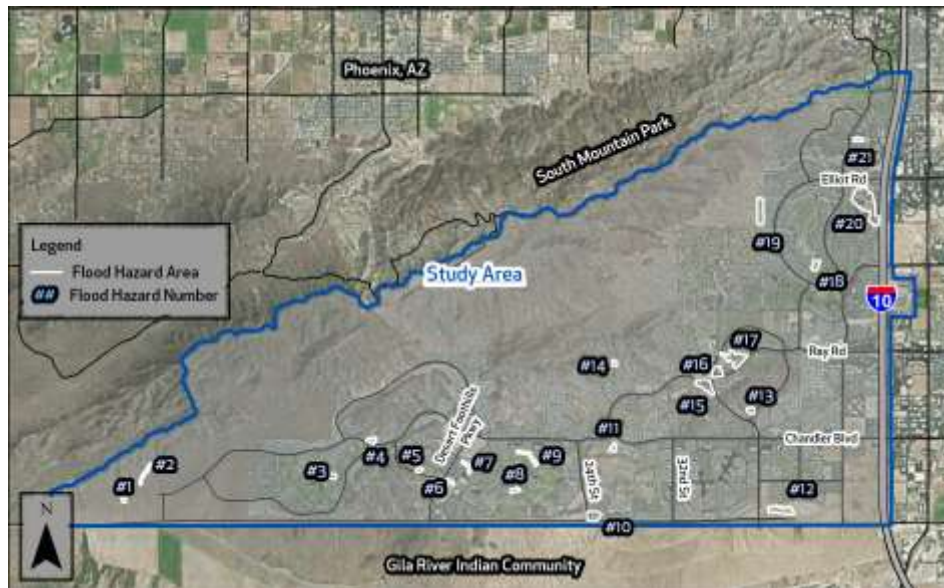 Phoenix, AZ
South Mountain Park
#21
Elliot Rd
#20
#19
Legend
Flood Hazard Area
## Flood Hazard Number
Study Area
#18
10
#17
Ray Rd
#16
#14
#15
#13
Desert Foothills
Pkwy
#11
Chandler Blvd
#4
#5
#9
#2
#3
#7
#8
#1
#6
24th St
32nd St
#12
N
#10
Gila River Indian Community